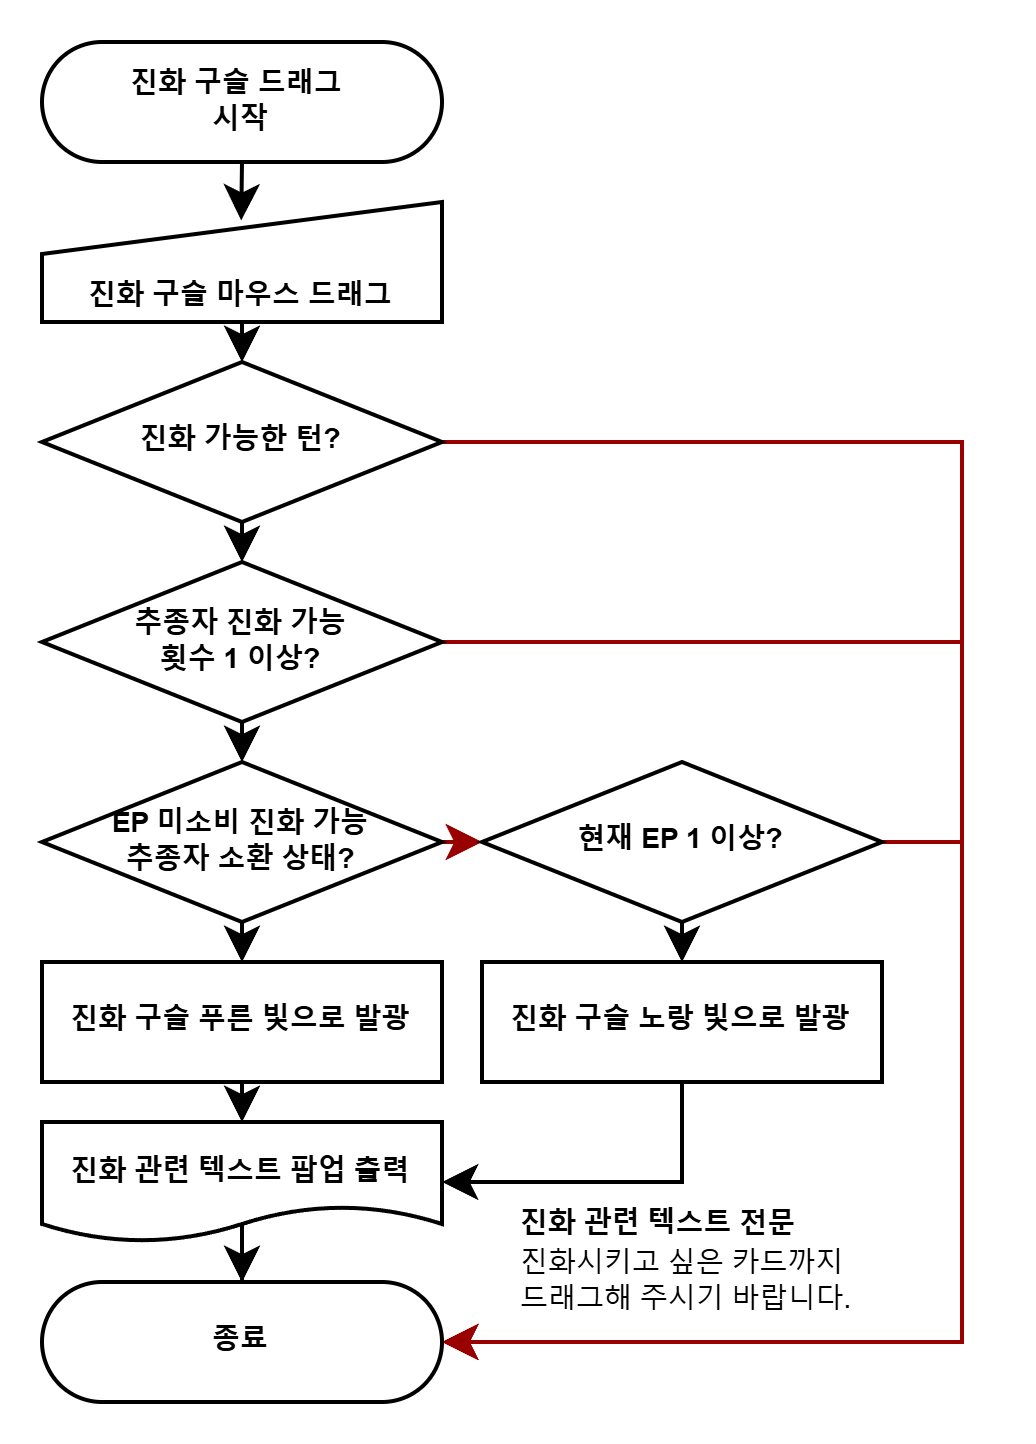 진화 구슬 드래그
시작
진화 구슬 마우스 드래그
진화 가능한 턴?
추종자 진화 가능
횟수 1 이상?
EP 미소비 진화 가능
추종자 소환 상태?
현재 EP 1 이상?
진화 구슬 푸른 빛으로 발광
진화 구슬 노랑 빛으로 발광
진화 관련 텍스트 팝업 출력
진화 관련 텍스트 전문
진화시키고 싶은 카드까지
드래그해 주시기 바랍니다.
종료